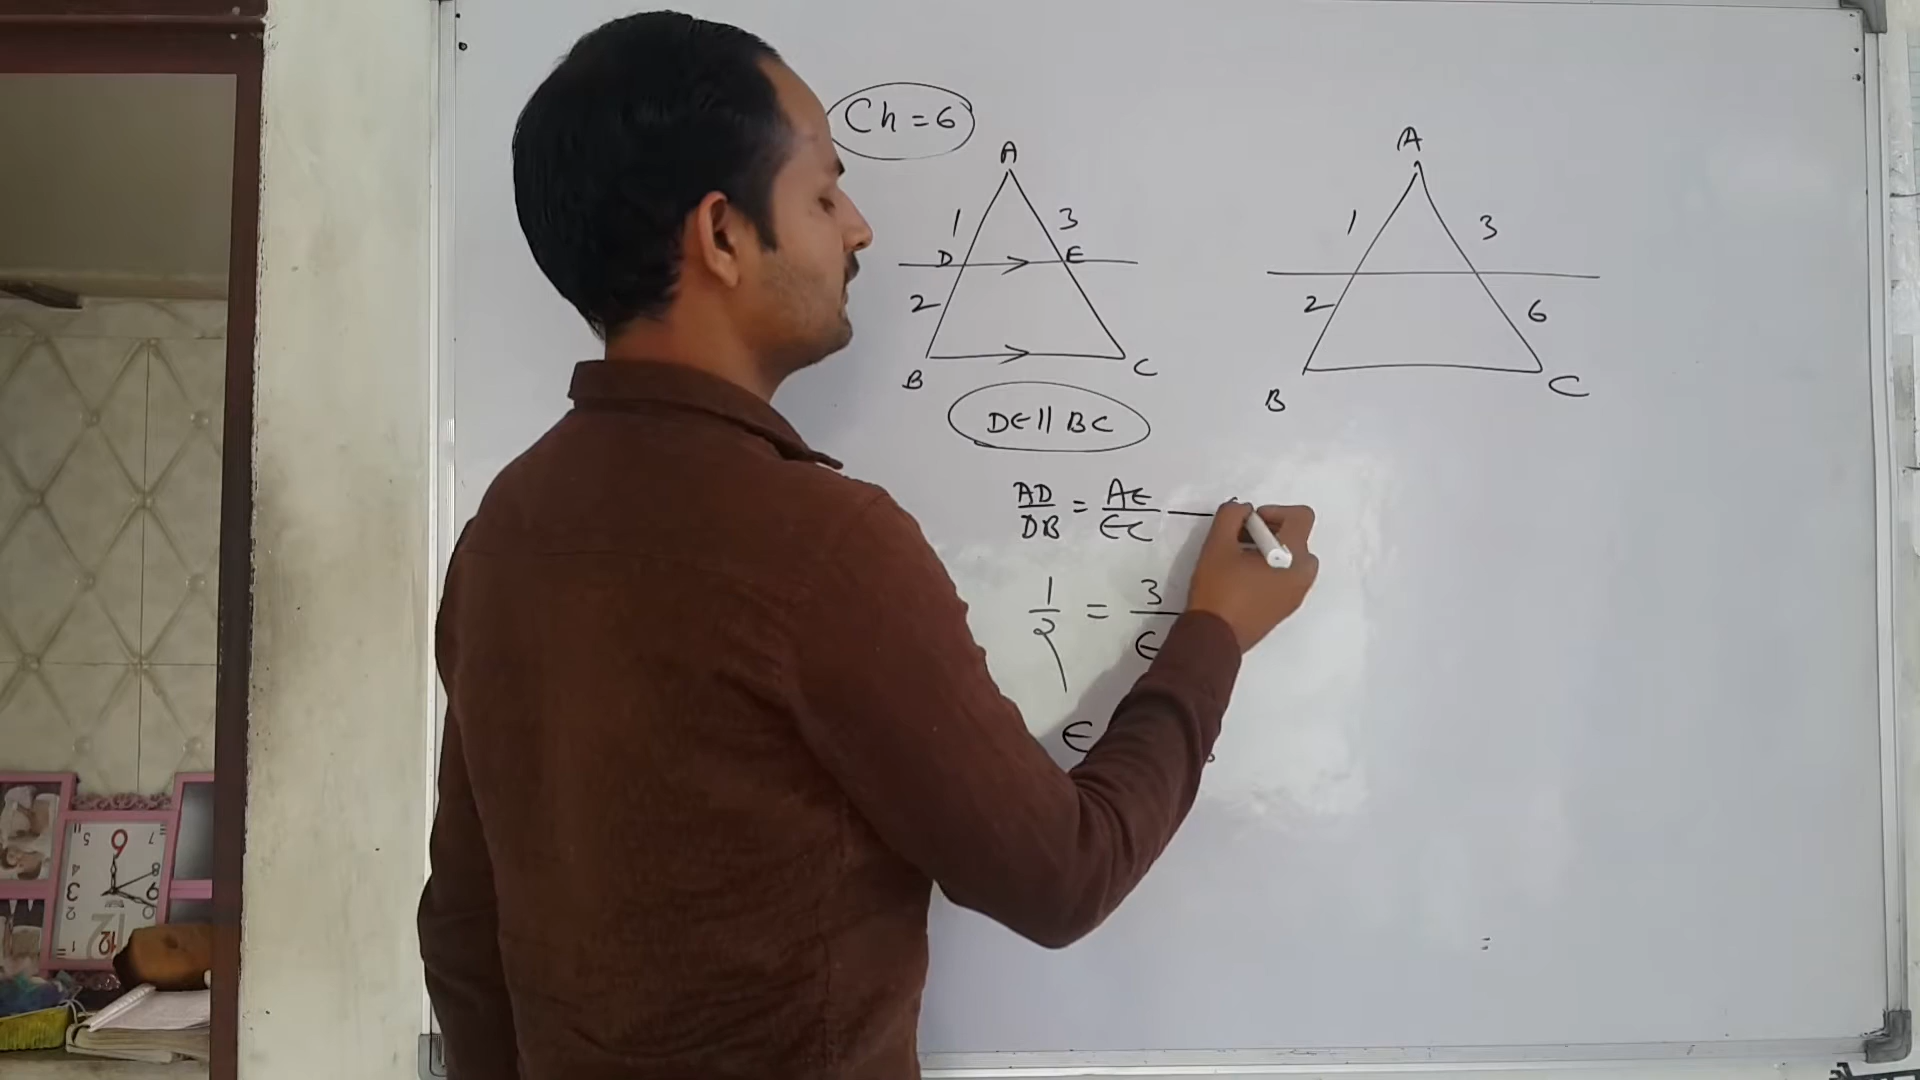 Ch = 6
A
1 3
D E
2
B C
DE || BC
A
1 3
2 6
B C
AD/DB = AE/EC
1/2 = 3/E
E